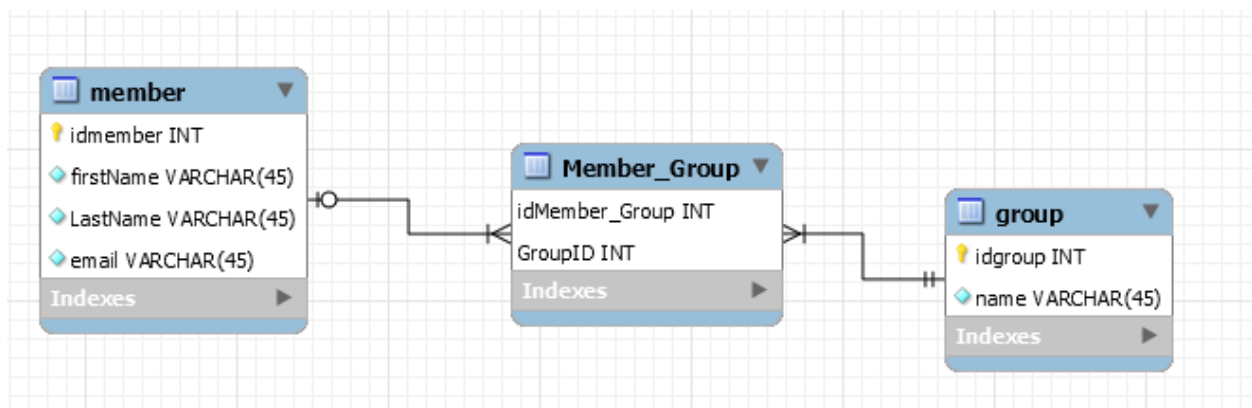 member
idmember INT
firstName VARCHAR(45)
LastName VARCHAR(45)
email VARCHAR(45)
Indexes
Member_Group
idMember_Group INT
GroupID INT
Indexes
group
idgroup INT
name VARCHAR(45)
Indexes